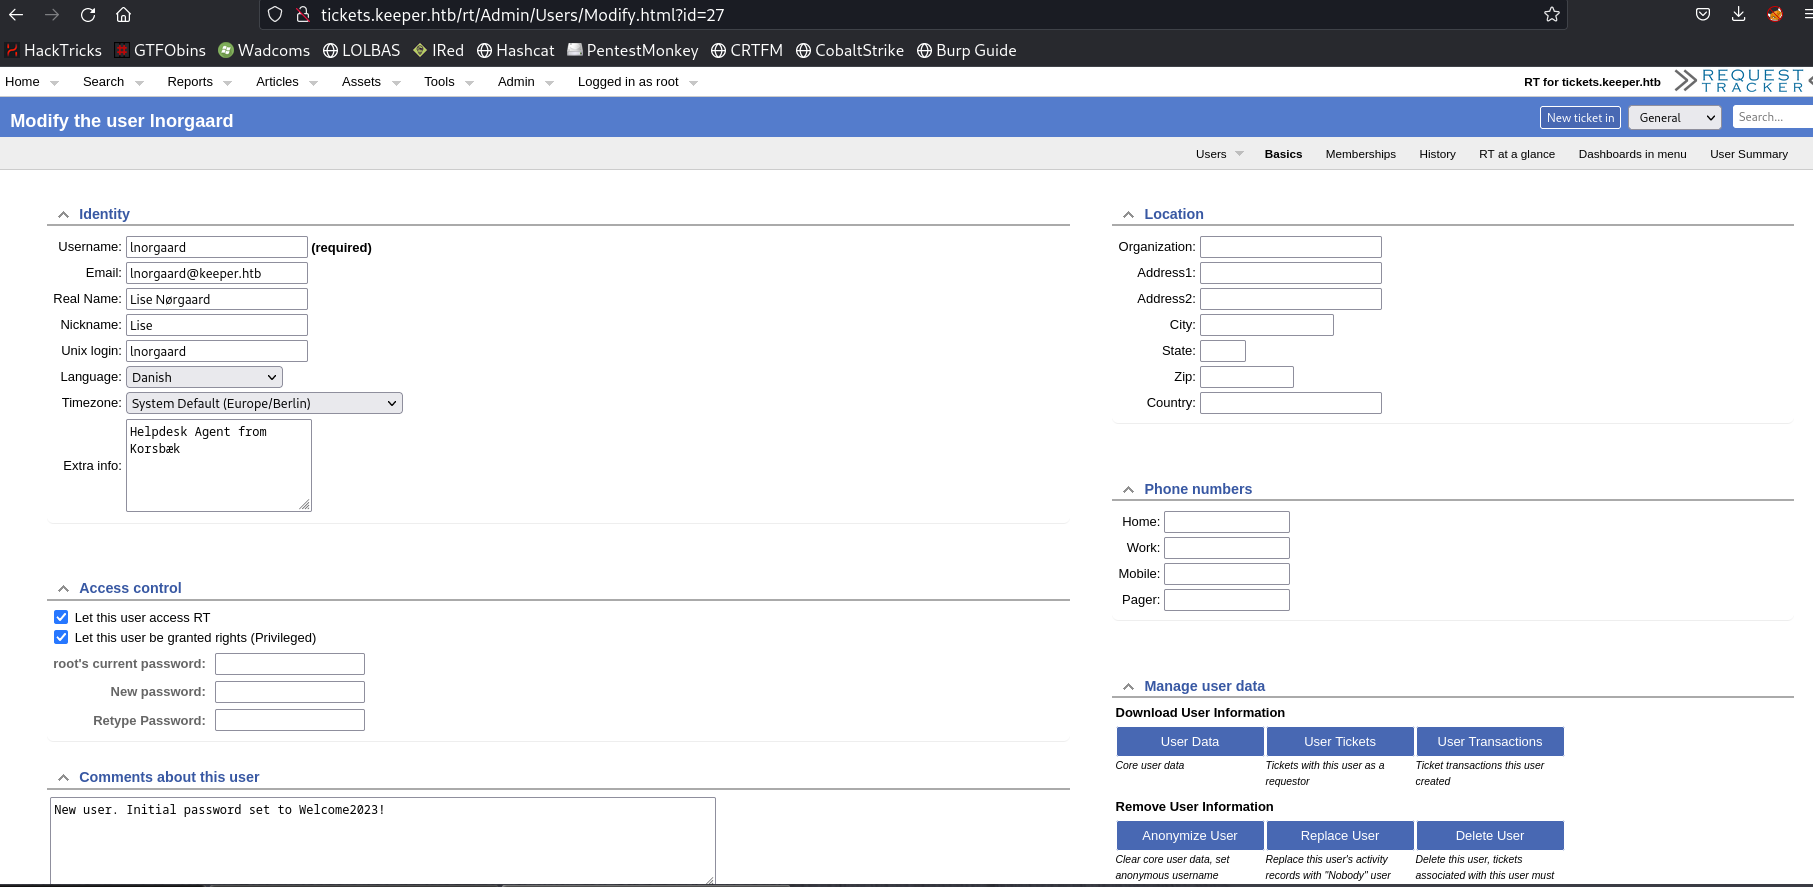 tickets.keeper.htb/rt/Admin/Users/Modify.html?id=27
HackTricks GTFObins Wadcoms LOLBAS IRed Hashcat PentestMonkey CRTFM CobaltStrike Burp Guide
Home Search Reports Articles Assets Tools Admin Logged in as root RT for tickets.keeper.htb REQUEST TRACKER
Modify the user lnorgaard New ticket in General Search...
Users Basics Memberships History RT at a glance Dashboards in menu User Summary
Identity
Username: lnorgaard (required)
Email: lnorgaard@keeper.htb
Real Name: Lise Nørgaard
Nickname: Lise
Unix login: lnorgaard
Language: Danish
Timezone: System Default (Europe/Berlin)
Extra info: Helpdesk Agent from
Korsbæk
Access control
Let this user access RT
Let this user be granted rights (Privileged)
root's current password:
New password:
Retype Password:
Comments about this user
New user. Initial password set to Welcome2023!
Location
Organization:
Address1:
Address2:
City:
State:
Zip:
Country:
Phone numbers
Home:
Work:
Mobile:
Pager:
Manage user data
Download User Information
User Data User Tickets User Transactions
Core user data Tickets with this user as a Ticket transactions this user
requestor created
Remove User Information
Anonymize User Replace User Delete User
Clear core user data, set Replace this user's activity Delete this user, tickets
anonymous username records with "Nobody" user associated with this user must